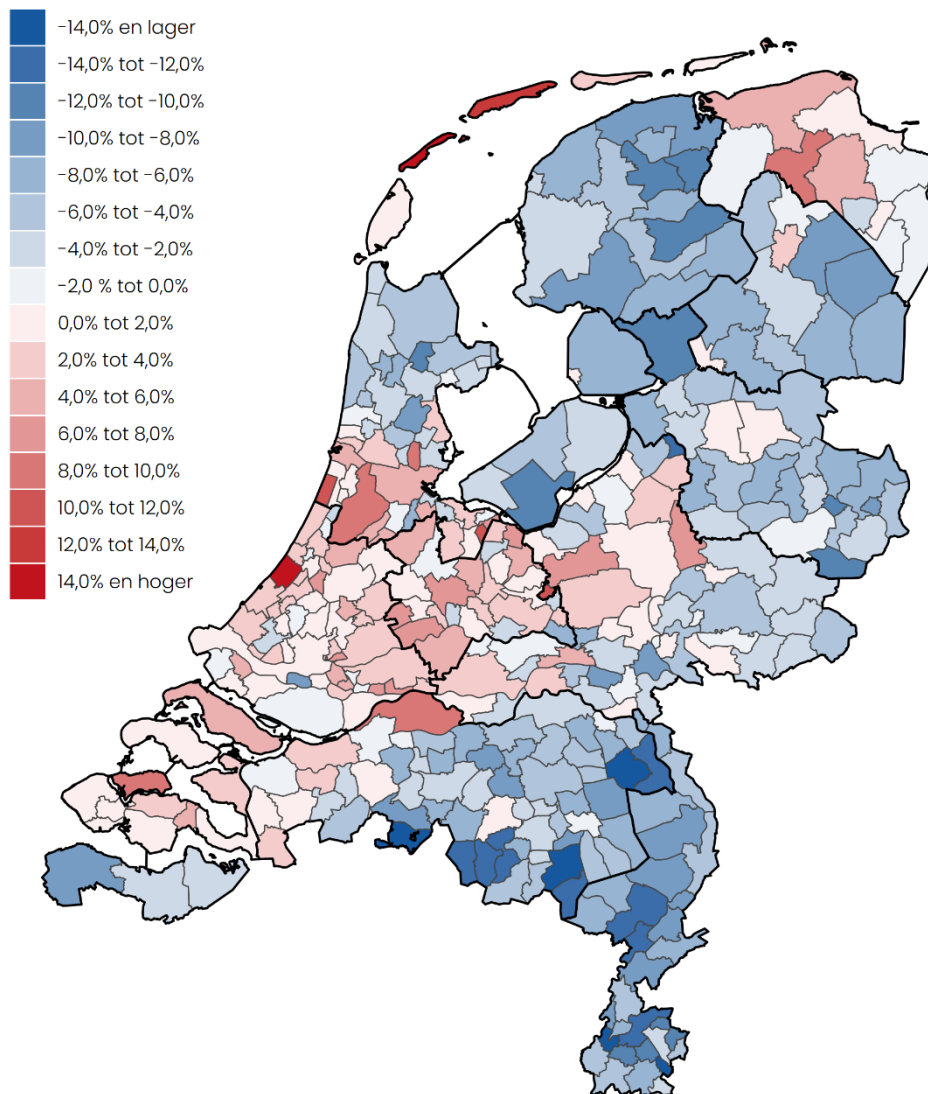 −14,0% en lager
−14,0% tot −12,0%
−12,0% tot −10,0%
−10,0% tot −8,0%
−8,0% tot −6,0%
−6,0% tot −4,0%
−4,0% tot −2,0%
−2,0 % tot 0,0%
0,0% tot 2,0%
2,0% tot 4,0%
4,0% tot 6,0%
6,0% tot 8,0%
8,0% tot 10,0%
10,0% tot 12,0%
12,0% tot 14,0%
14,0% en hoger